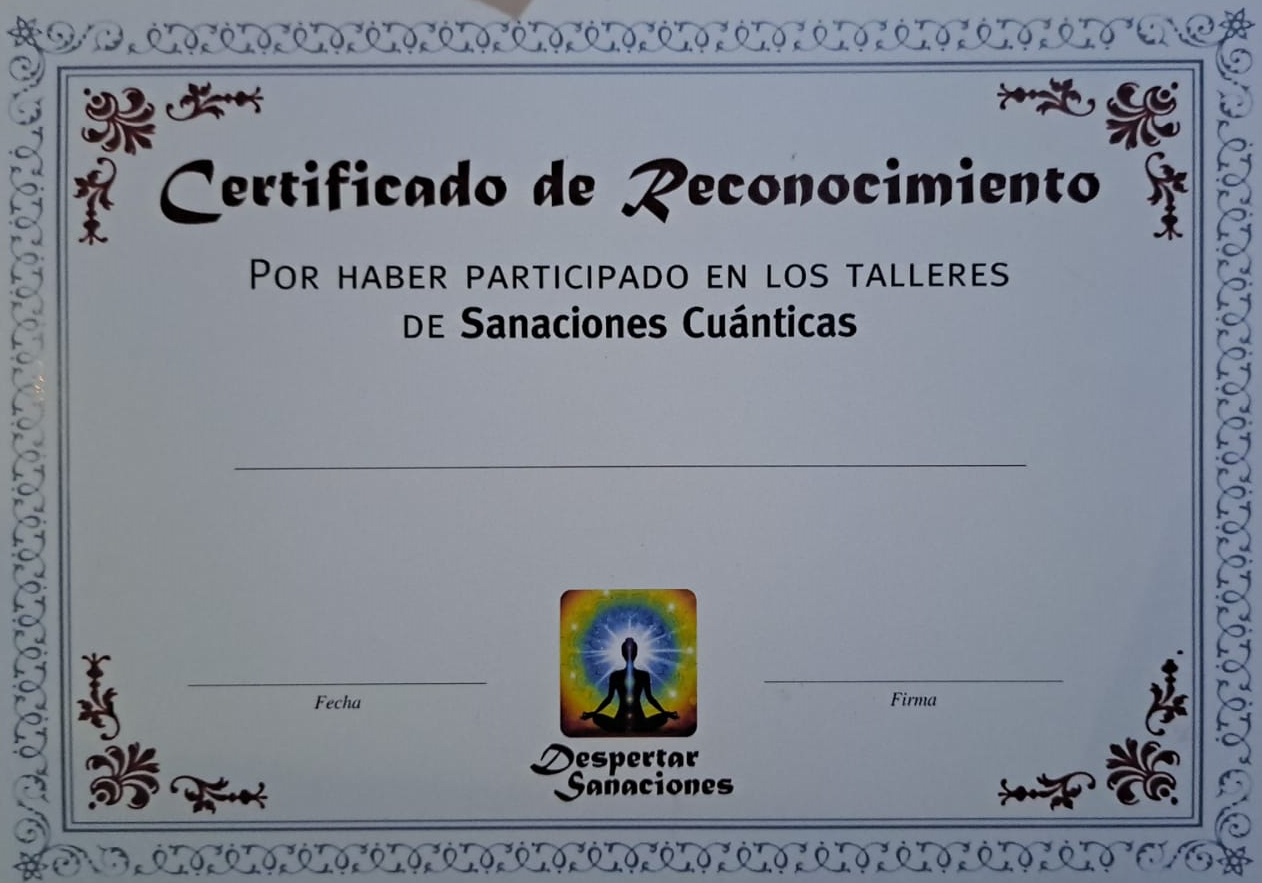 Certificado de Reconocimiento
Por haber participado en los talleres
de Sanaciones Cuánticas
Fecha
Firma
Despertar
Sanaciones